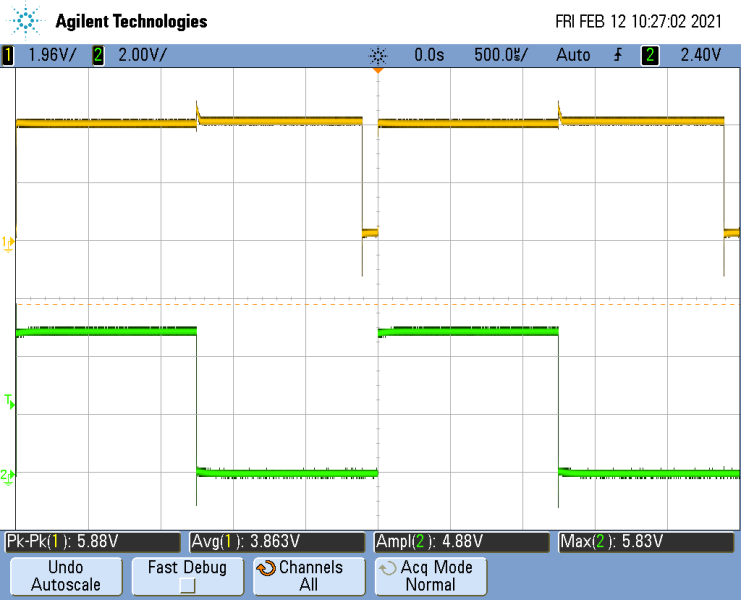 Agilent Technologies
FRI FEB 12 10:27:02 2021
1 1.96V/ 2 2.00V/ 0.0s 500.0㎲/ Auto 2 2.40V
1
T
2
Pk-Pk(1): 5.88V Avg(1): 3.863V Ampl(2): 4.88V Max(2): 5.83V
Undo Autoscale
Fast Debug
Channels All
Acq Mode Normal